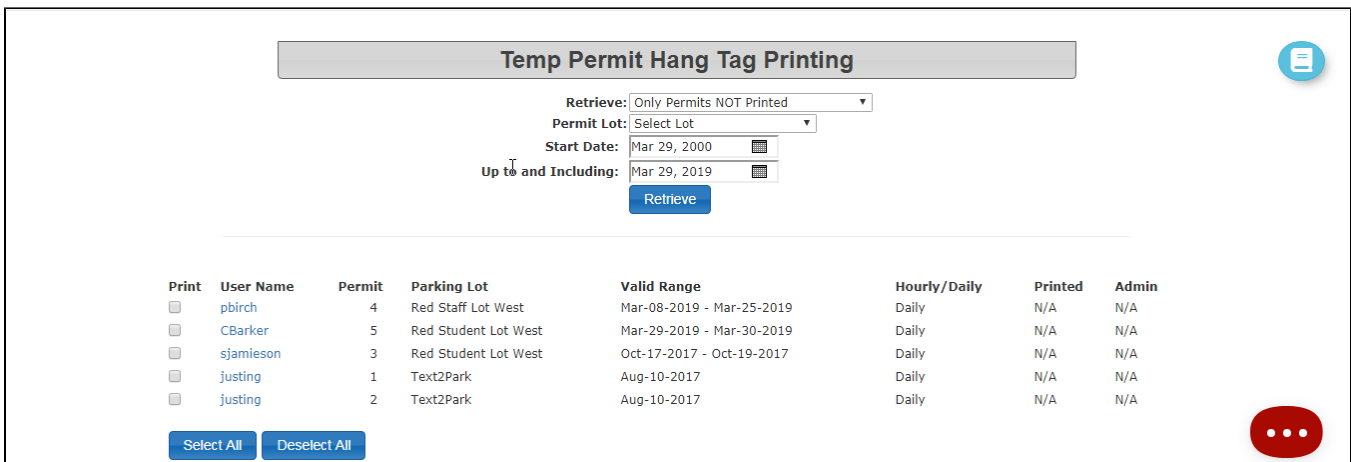 Temp Permit Hang Tag Printing
Retrieve: Only Permits NOT Printed
Permit Lot: Select Lot
Start Date: Mar 29, 2000
Up to and Including: Mar 29, 2019
Retrieve
Print User Name Permit Parking Lot Valid Range Hourly/Daily Printed Admin
pbirch 4 Red Staff Lot West Mar-08-2019 - Mar-25-2019 Daily N/A N/A
CBarker 5 Red Student Lot West Mar-29-2019 - Mar-30-2019 Daily N/A N/A
sjamieson 3 Red Student Lot West Oct-17-2017 - Oct-19-2017 Daily N/A N/A
justing 1 Text2Park Aug-10-2017 Daily N/A N/A
justing 2 Text2Park Aug-10-2017 Daily N/A N/A
Select All Deselect All